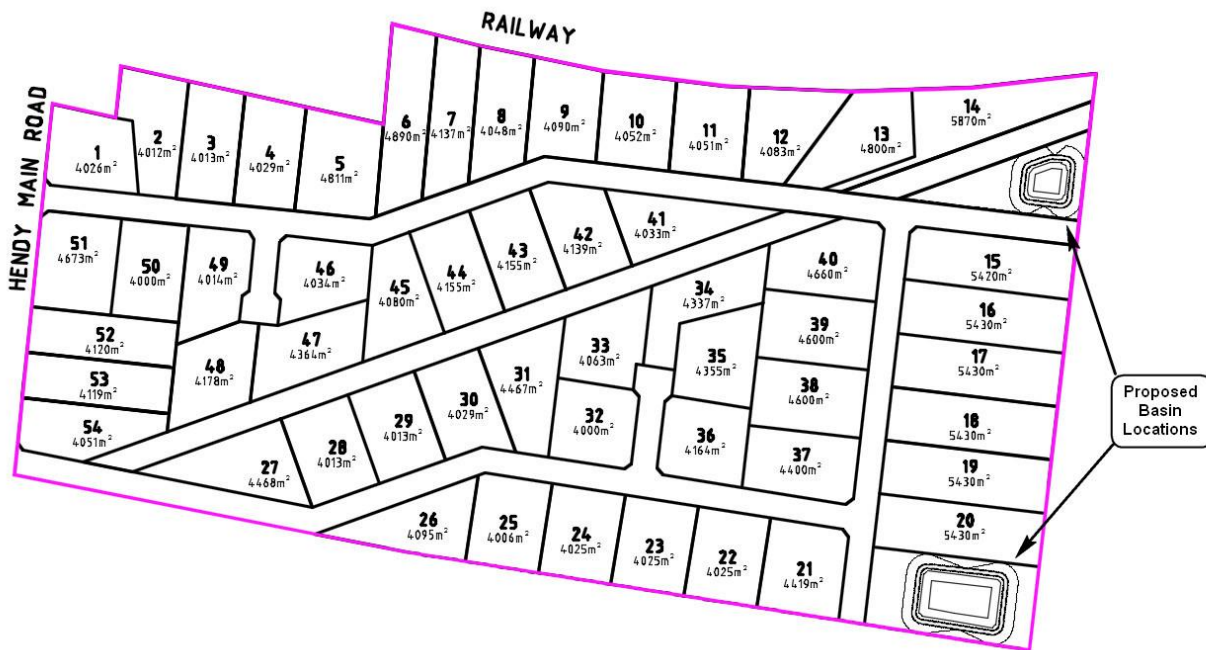 RAILWAY
HENDY MAIN ROAD
1
4026m²
2
4012m²
3
4013m²
4
4029m²
5
4811m²
6
4890m²
7
4137m²
8
4048m²
9
4090m²
10
4052m²
11
4051m²
12
4083m²
13
4800m²
14
5870m²
51
4673m²
50
4000m²
49
4014m²
46
4034m²
45
4080m²
44
4155m²
43
4155m²
42
4139m²
41
4033m²
40
4660m²
15
5420m²
52
4120m²
48
4178m²
47
4364m²
34
4337m²
39
4600m²
16
5430m²
53
4119m²
33
4063m²
35
4355m²
17
5430m²
54
4051m²
31
4467m²
38
4600m²
18
5430m²
27
4468m²
28
4013m²
29
4013m²
30
4029m²
32
4000m²
36
4164m²
37
4400m²
19
5430m²
20
5430m²
26
4095m²
25
4006m²
24
4025m²
23
4025m²
22
4025m²
21
4419m²
Proposed
Basin
Locations